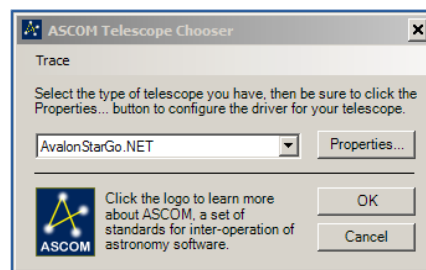 ASCOM Telescope Chooser
Trace
Select the type of telescope you have, then be sure to click the
Properties... button to configure the driver for your telescope.
AvalonStarGo.NET
Properties...
Click the logo to learn more
about ASCOM, a set of
standards for inter-operation of
astronomy software.
ASCOM
OK
Cancel